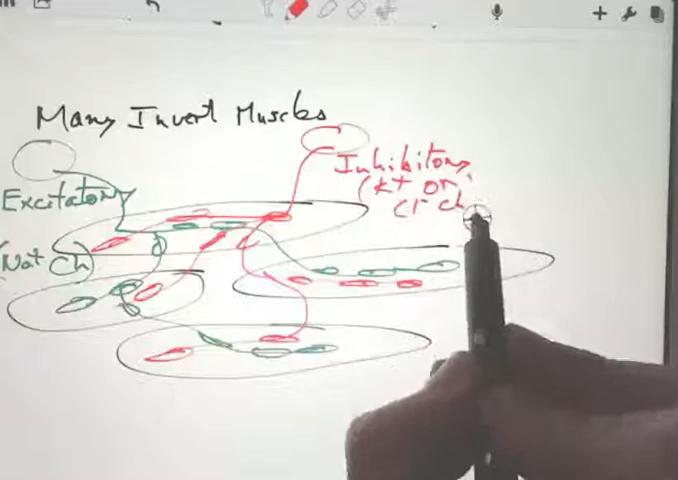 Many Invert Muscles
Inhibitory
(K+ or
Cl- ch
Excitatory
(Na+ Ch)